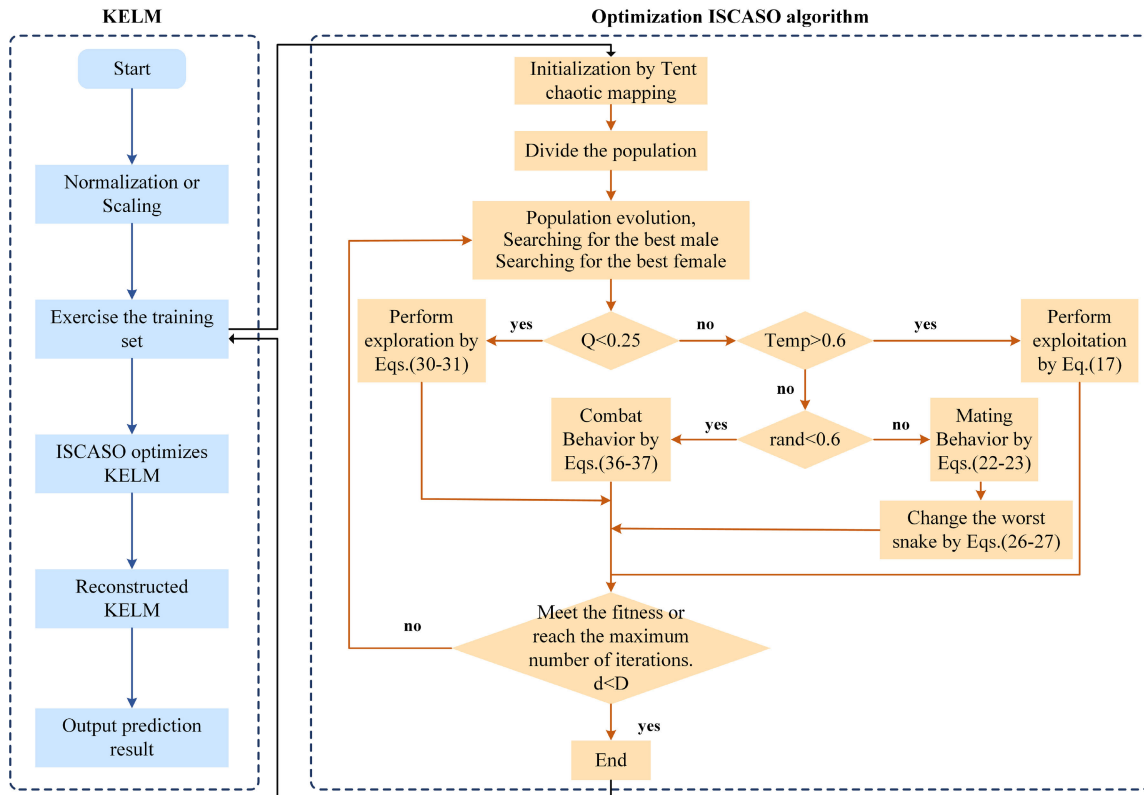 KELM
Start
Normalization or
Scaling
Exercise the training
set
ISCASO optimizes
KELM
Reconstructed
KELM
Output prediction
result
Optimization ISCASO algorithm
Initialization by Tent
chaotic mapping
Divide the population
Population evolution,
Searching for the best male
Searching for the best female
Perform
exploration by
Eqs.(30-31)
yes
Q<0.25
no
Temp>0.6
yes
Perform
exploitation
by Eq.(17)
no
Combat
Behavior by
Eqs.(36-37)
yes
rand<0.6
no
Mating
Behavior by
Eqs.(22-23)
Change the worst
snake by Eqs.(26-27)
no
Meet the fitness or
reach the maximum
number of iterations.
d<D
yes
End